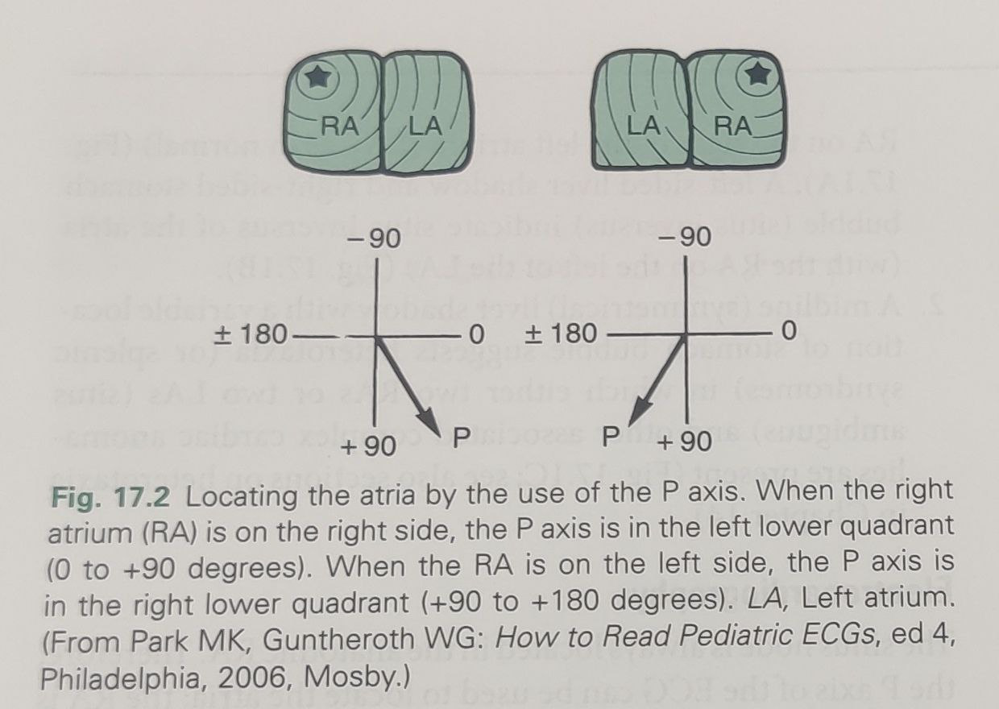 RA LA LA RA
−90 −90
± 180 0 ± 180 0
+90 P P +90
Fig. 17.2 Locating the atria by the use of the P axis. When the right
atrium (RA) is on the right side, the P axis is in the left lower quadrant
(0 to +90 degrees). When the RA is on the left side, the P axis is
in the right lower quadrant (+90 to +180 degrees). LA, Left atrium.
(From Park MK, Guntheroth WG: How to Read Pediatric ECGs, ed 4,
Philadelphia, 2006, Mosby.)